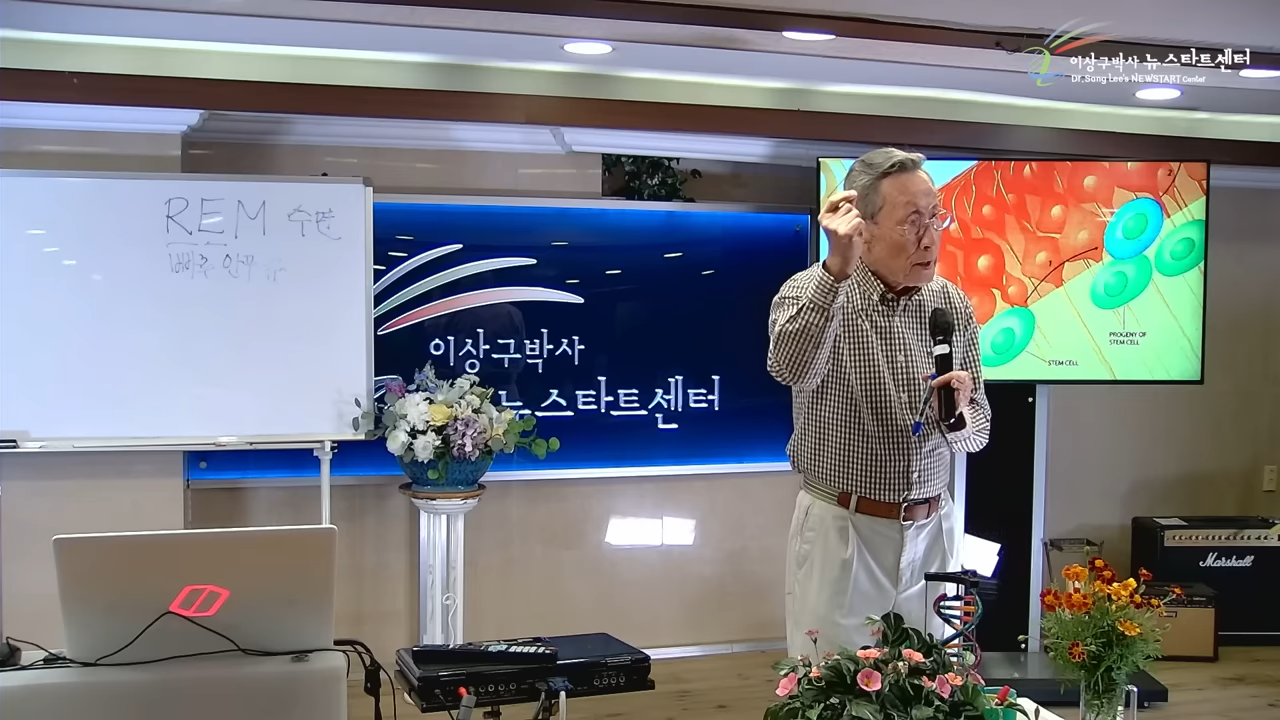 이상구박사 뉴스타트센터
Dr. Sang Lee's NEWSTART Center
REM 수면
이상구박사
뉴스타트센터
PROGENY OF
STEM CELL
STEM CELL
Marshall